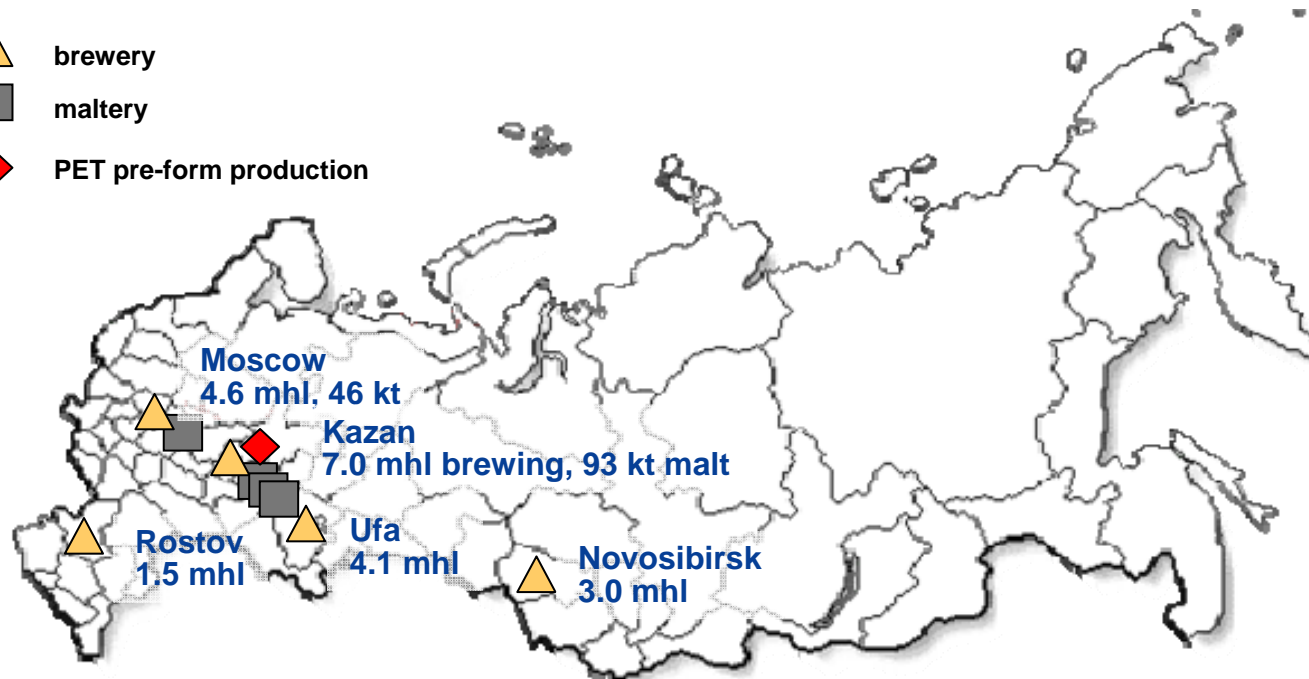 brewery
maltery
PET pre-form production
Moscow
4.6 mhl, 46 kt
Kazan
7.0 mhl brewing, 93 kt malt
Ufa
4.1 mhl
Rostov
1.5 mhl
Novosibirsk
3.0 mhl